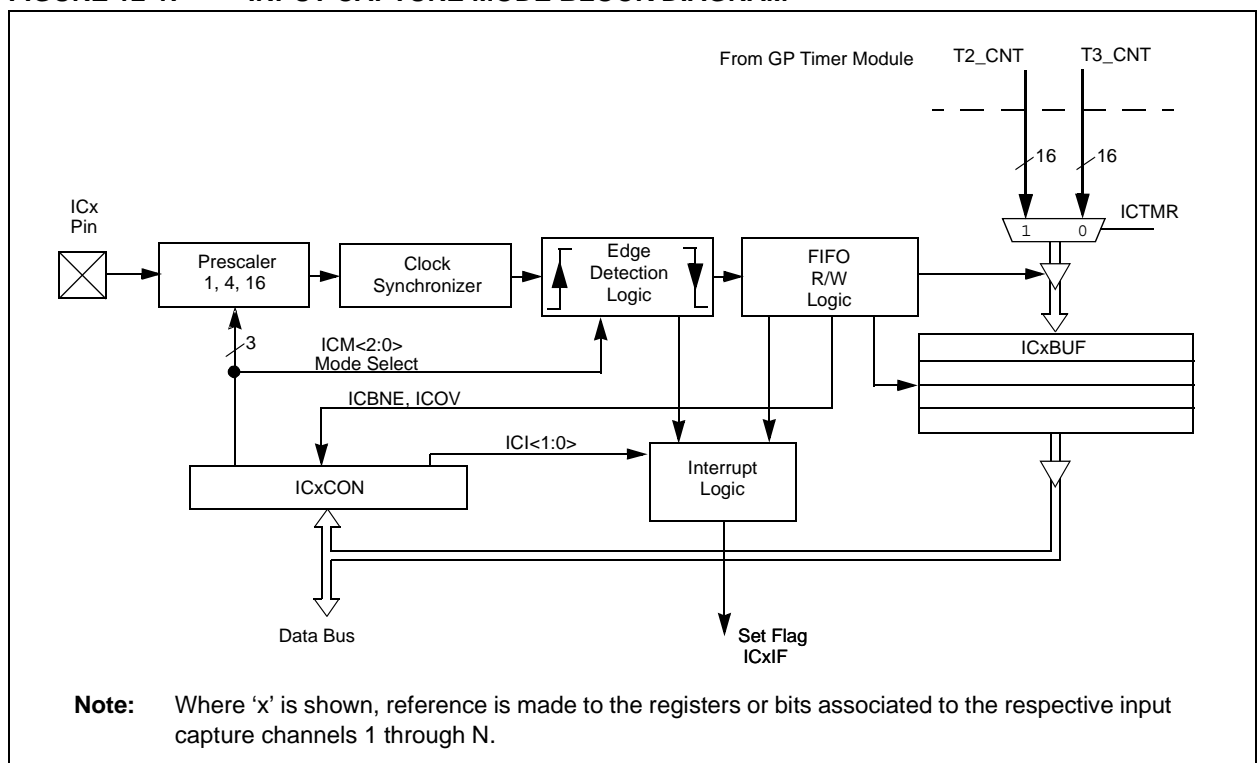 From GP Timer Module
T2_CNT
T3_CNT
16
16
ICx
Pin
ICTMR
1
0
Prescaler
1, 4, 16
Clock
Synchronizer
Edge
Detection
Logic
FIFO
R/W
Logic
3
ICM<2:0>
Mode Select
ICxBUF
ICBNE, ICOV
ICI<1:0>
Interrupt
Logic
ICxCON
Data Bus
Set Flag
ICxIF
Note: Where ‘x’ is shown, reference is made to the registers or bits associated to the respective input
capture channels 1 through N.